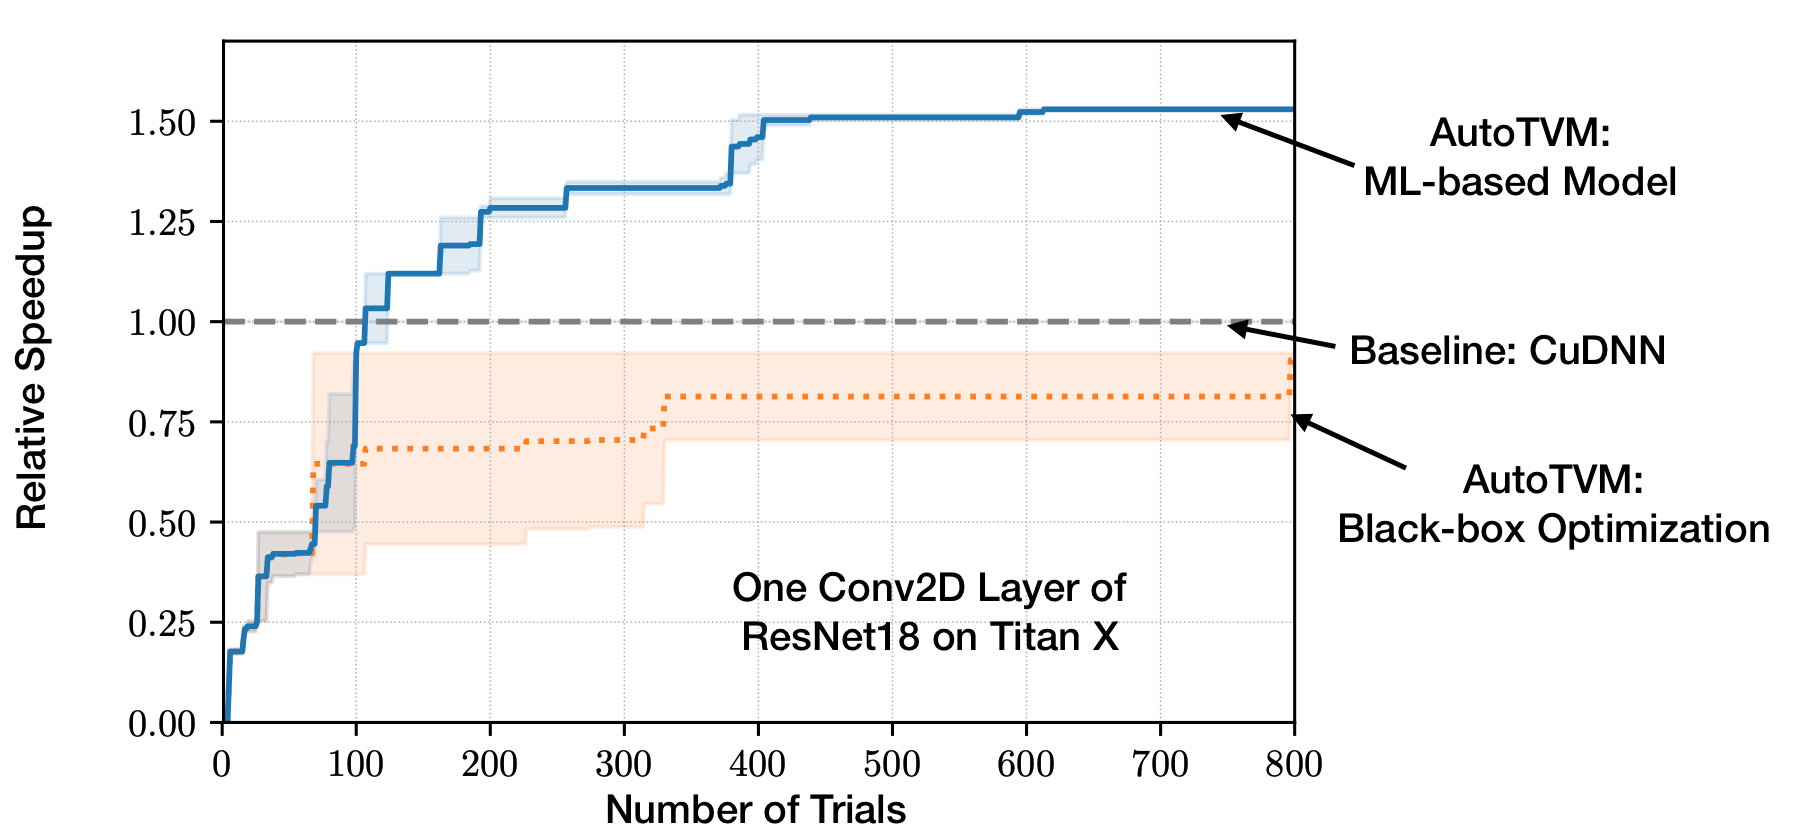 1.50
1.25
1.00
0.75
0.50
0.25
0.00
Relative Speedup
0 100 200 300 400 500 600 700 800
Number of Trials
One Conv2D Layer of
ResNet18 on Titan X
AutoTVM:
ML-based Model
Baseline: CuDNN
AutoTVM:
Black-box Optimization